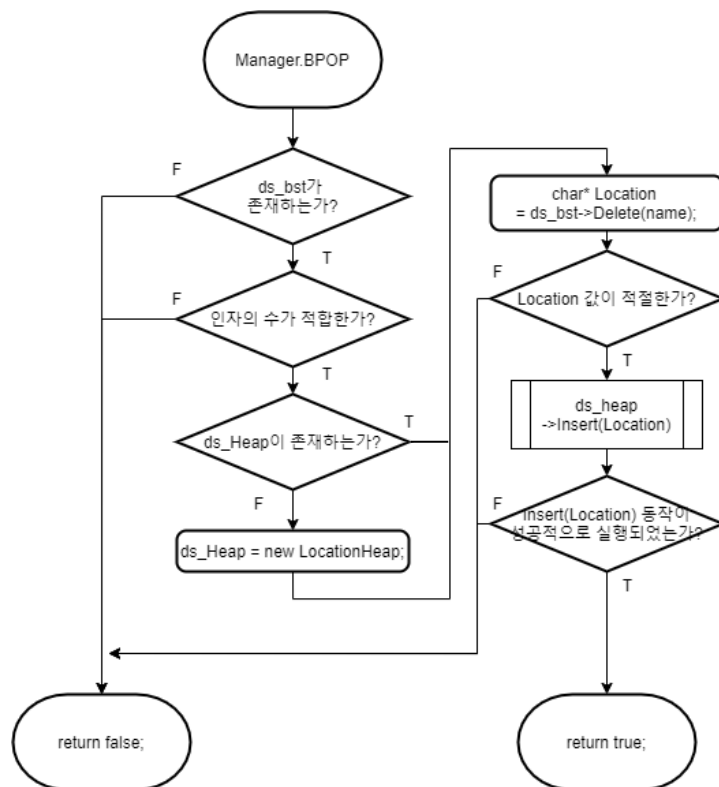 Manager.BPOP
F
ds_bst가
존재하는가?
T
F
인자의 수가 적합한가?
T
ds_Heap이 존재하는가?
T
F
ds_Heap = new LocationHeap;
char* Location
= ds_bst->Delete(name);
F
Location 값이 적절한가?
T
ds_heap
->Insert(Location)
F
Insert(Location) 동작이
성공적으로 실행되었는가?
T
return false;
return true;